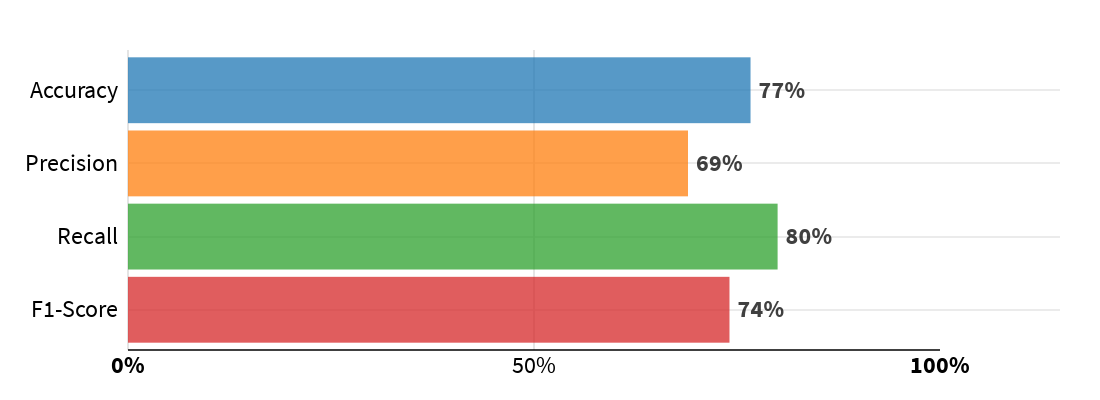 Accuracy 77%
Precision 69%
Recall 80%
F1-Score 74%
0% 50% 100%